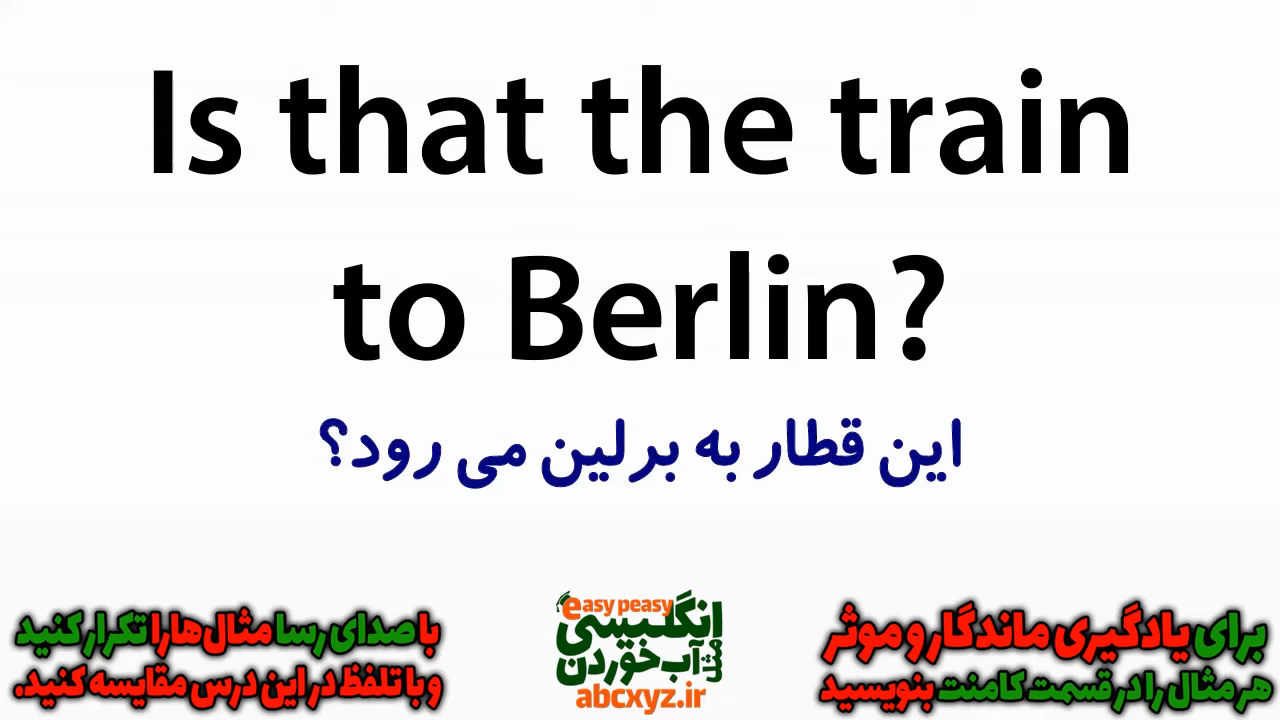 Is that the train
to Berlin?
این قطار به برلین می رود؟
برای یادگیری ماندگار و موثر
هر مثال را در قسمت کامنت بنویسید
easy peasy
انگلیسی
مثل آب خوردن
abcxyz.ir
با صدای رسا مثال‌ها را تکرار کنید
و با تلفظ در این درس مقایسه کنید.